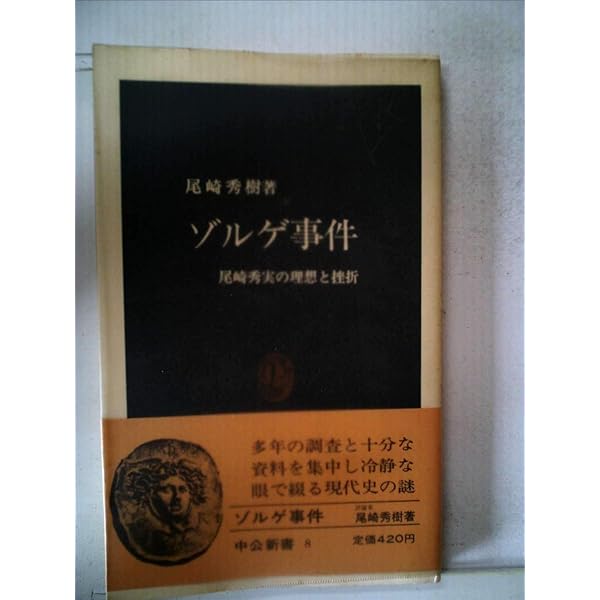 尾崎秀樹著
ゾルゲ事件
尾崎秀実の理想と挫折
多年の調査と十分な
資料を集中し冷静な
眼で綴る現代史の謎
ゾルゲ事件 尾崎秀樹著
中公新書 8 定価420円